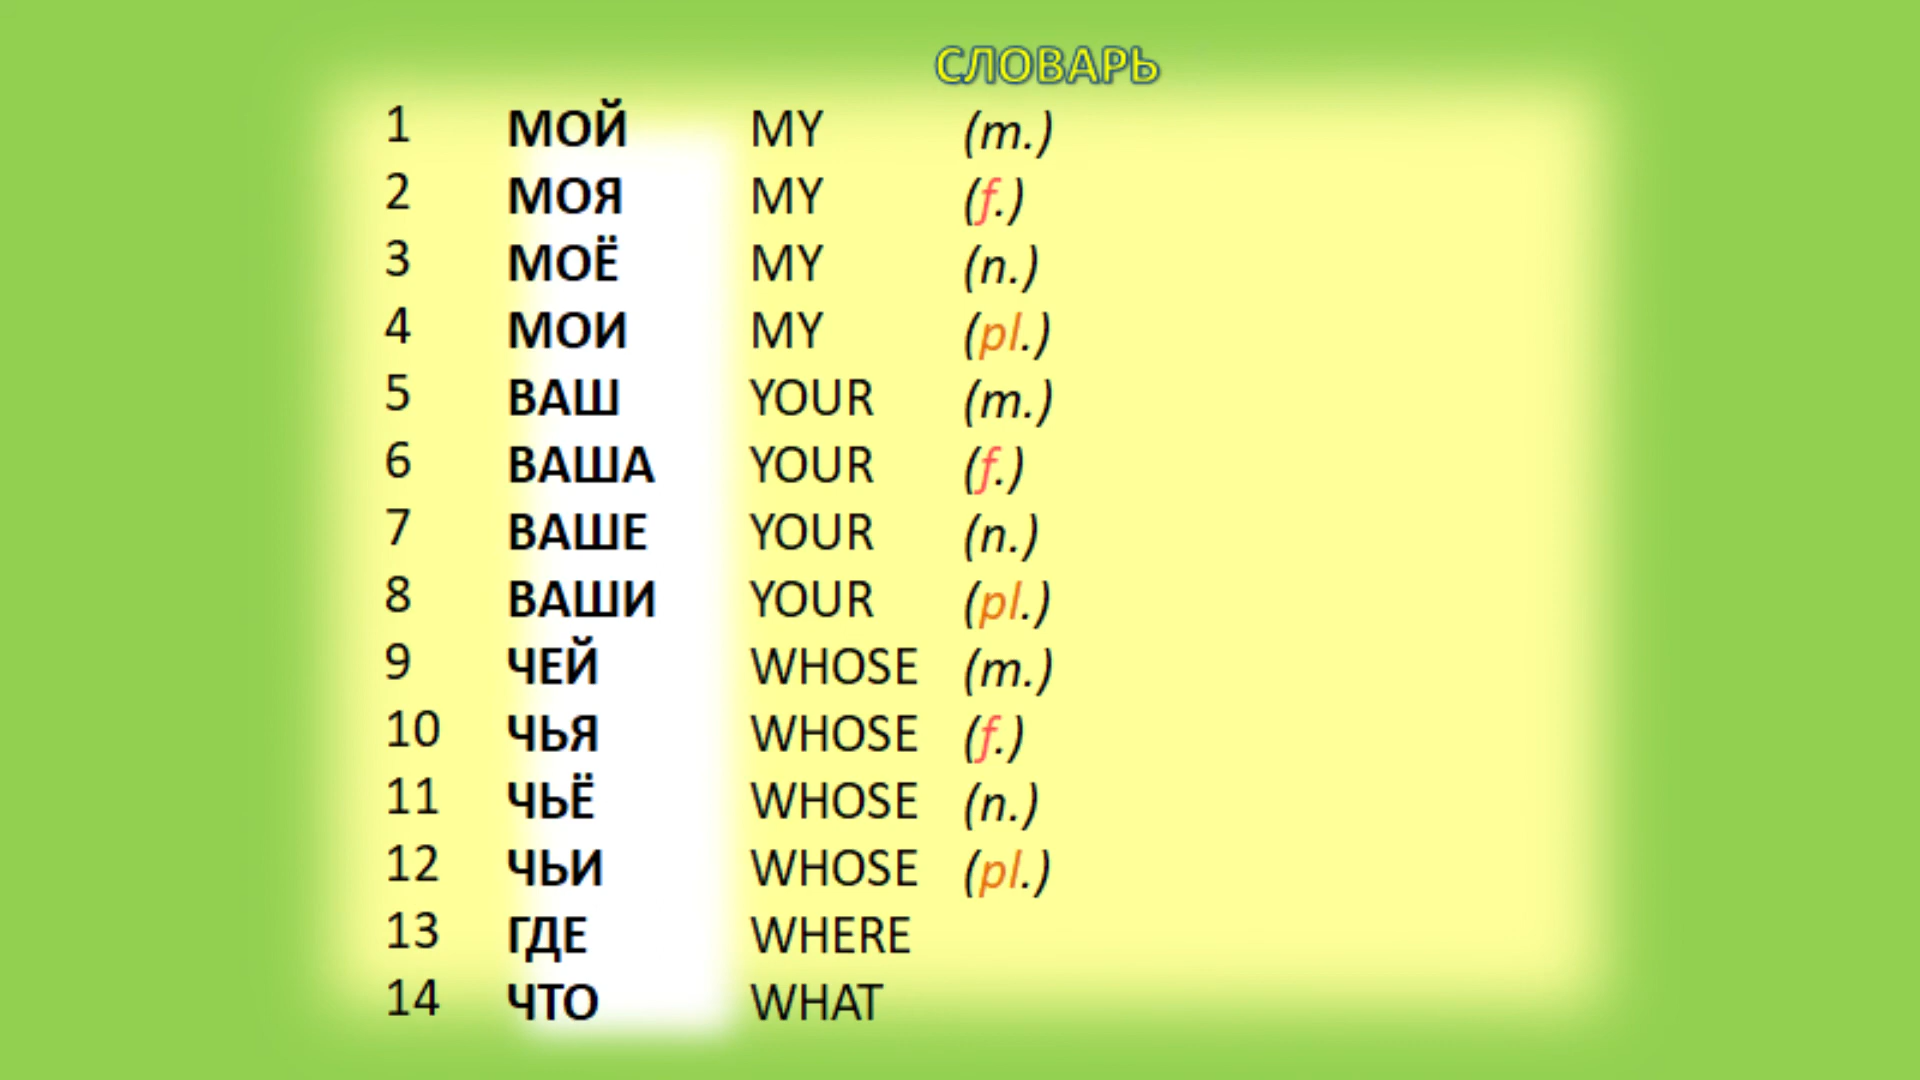 СЛОВАРЬ
1 МОЙ MY (m.)
2 МОЯ MY (f.)
3 МОЁ MY (n.)
4 МОИ MY (pl.)
5 ВАШ YOUR (m.)
6 ВАША YOUR (f.)
7 ВАШЕ YOUR (n.)
8 ВАШИ YOUR (pl.)
9 ЧЕЙ WHOSE (m.)
10 ЧЬЯ WHOSE (f.)
11 ЧЬЁ WHOSE (n.)
12 ЧЬИ WHOSE (pl.)
13 ГДЕ WHERE
14 ЧТО WHAT